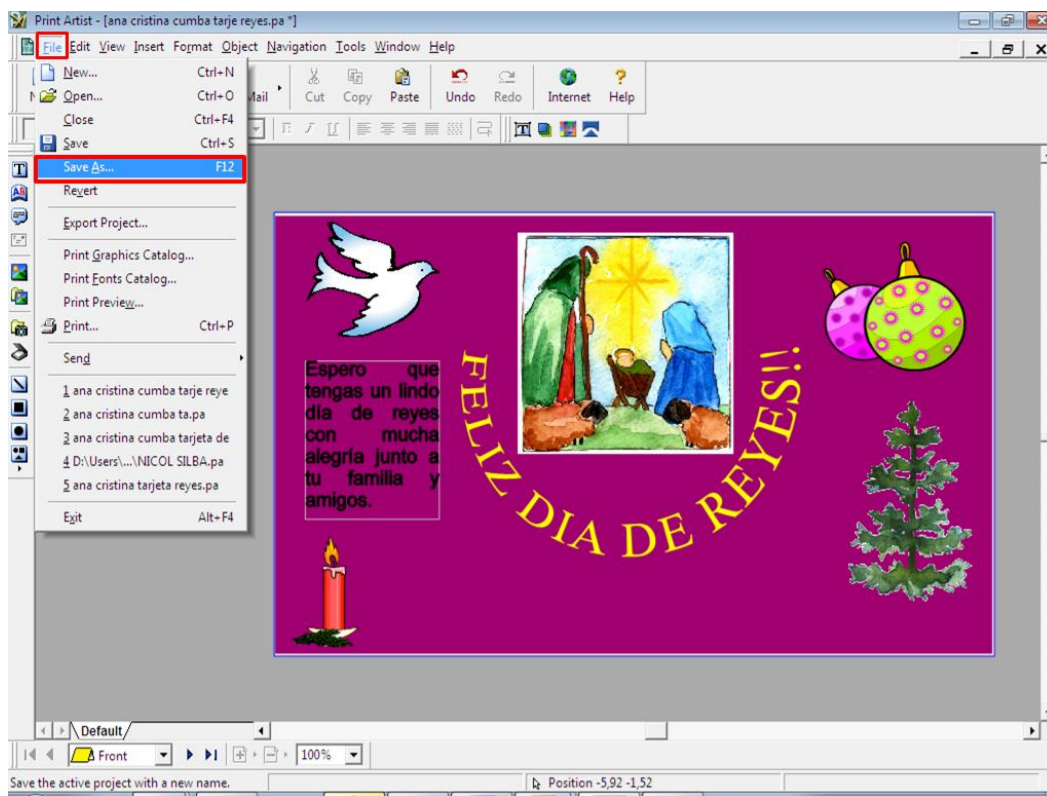 Print Artist - [ana cristina cumba tarje reyes.pa *]
File Edit View Insert Format Object Navigation Tools Window Help
New... Ctrl+N
Open... Ctrl+O
Close Ctrl+F4
Save Ctrl+S
Save As... F12
Revert
Export Project...
Print Graphics Catalog...
Print Fonts Catalog...
Print Preview...
Print... Ctrl+P
Send
1 ana cristina cumba tarje reye
2 ana cristina cumba ta.pa
3 ana cristina cumba tarjeta de
4 D:\Users\...\NICOL SILBA.pa
5 ana cristina tarjeta reyes.pa
Exit Alt+F4
Cut Copy Paste Undo Redo Internet Help
Espero que
tengas un lindo
día de reyes
con mucha
alegría junto a
tu familia y
amigos.
FELIZ DIA DE REYES!!
Default
Front 100%
Save the active project with a new name. Position -5,92 -1,52